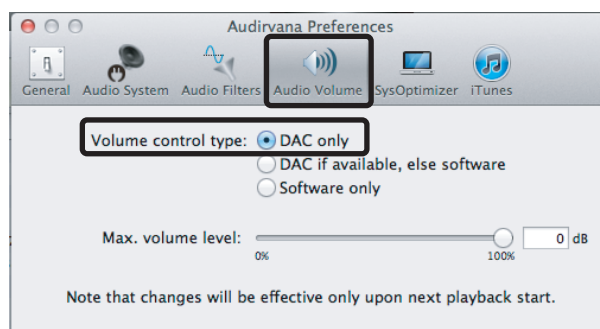 Audirvana Preferences
General Audio System Audio Filters Audio Volume SysOptimizer iTunes
Volume control type: DAC only
DAC if available, else software
Software only
Max. volume level: 0 dB
0% 100%
Note that changes will be effective only upon next playback start.